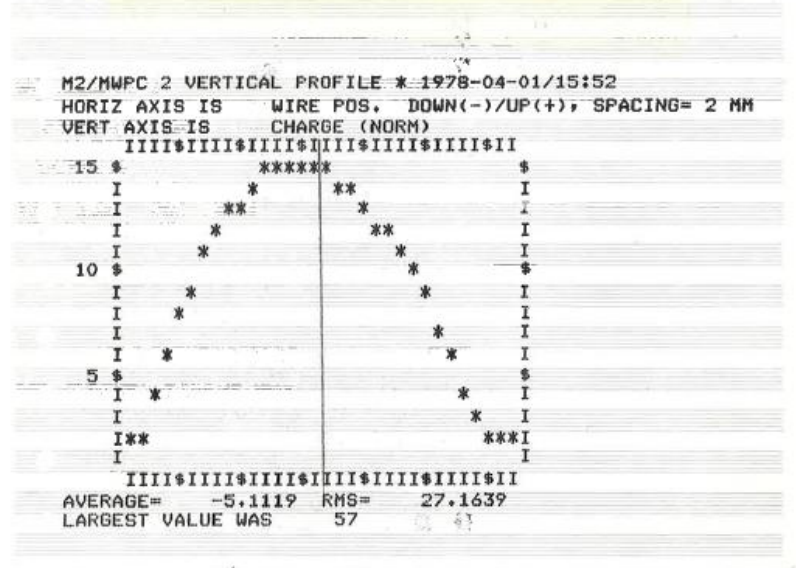 M2/MWPC 2 VERTICAL PROFILE * 1978-04-01/15:52
HORIZ AXIS IS    WIRE POS. DOWN(-)/UP(+), SPACING= 2 MM
VERT AXIS IS     CHARGE (NORM)
     IIII$IIII$IIII$IIII$IIII$IIII$II
 15 $           ******               $
    I          *      **             I
    I        **         *            I
    I       *            **          I
    I      *               *         I
 10 $                       *        $
    I     *                  *       I
    I    *                           I
    I                         *      I
    I   *                      *     I
  5 $                                $
    I  *                        *    I
    I                            *   I
    I**                           ***I
    I                                I
     IIII$IIII$IIII$IIII$IIII$IIII$II
AVERAGE=    -5.1119  RMS=    27.1639
LARGEST VALUE WAS     57